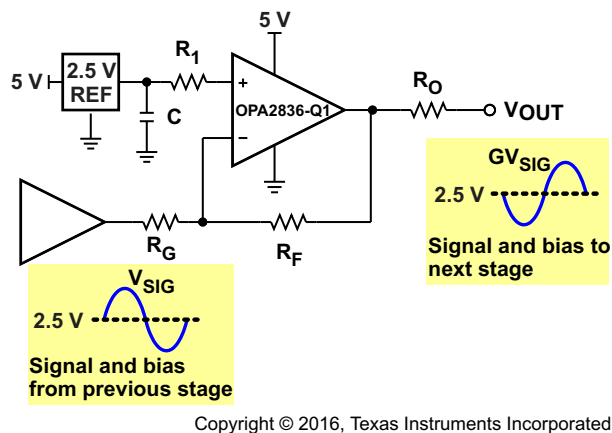 5 V
R1
5 V
2.5 V
REF
C
+
OPA2836-Q1
−
RO
VOUT
GVSIG
2.5 V
Signal and bias to
next stage
RG
RF
VSIG
2.5 V
Signal and bias
from previous stage
Copyright © 2016, Texas Instruments Incorporated